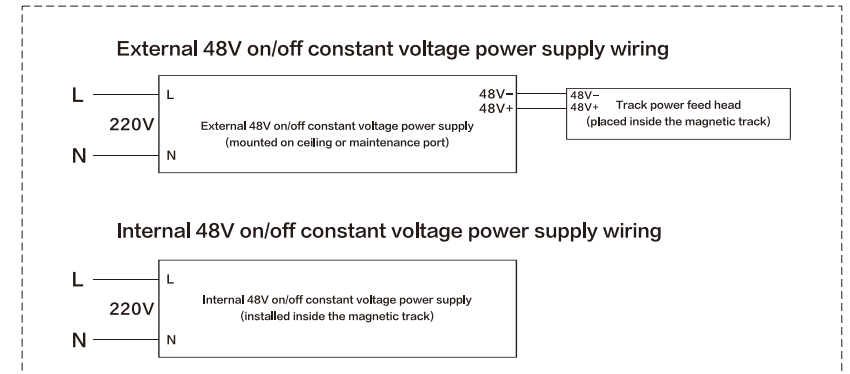 External 48V on/off constant voltage power supply wiring
L
L
48V-
48V-
48V+
48V+
Track power feed head
(placed inside the magnetic track)
220V
External 48V on/off constant voltage power supply
(mounted on ceiling or maintenance port)
N
N
Internal 48V on/off constant voltage power supply wiring
L
L
220V
Internal 48V on/off constant voltage power supply
(installed inside the magnetic track)
N
N